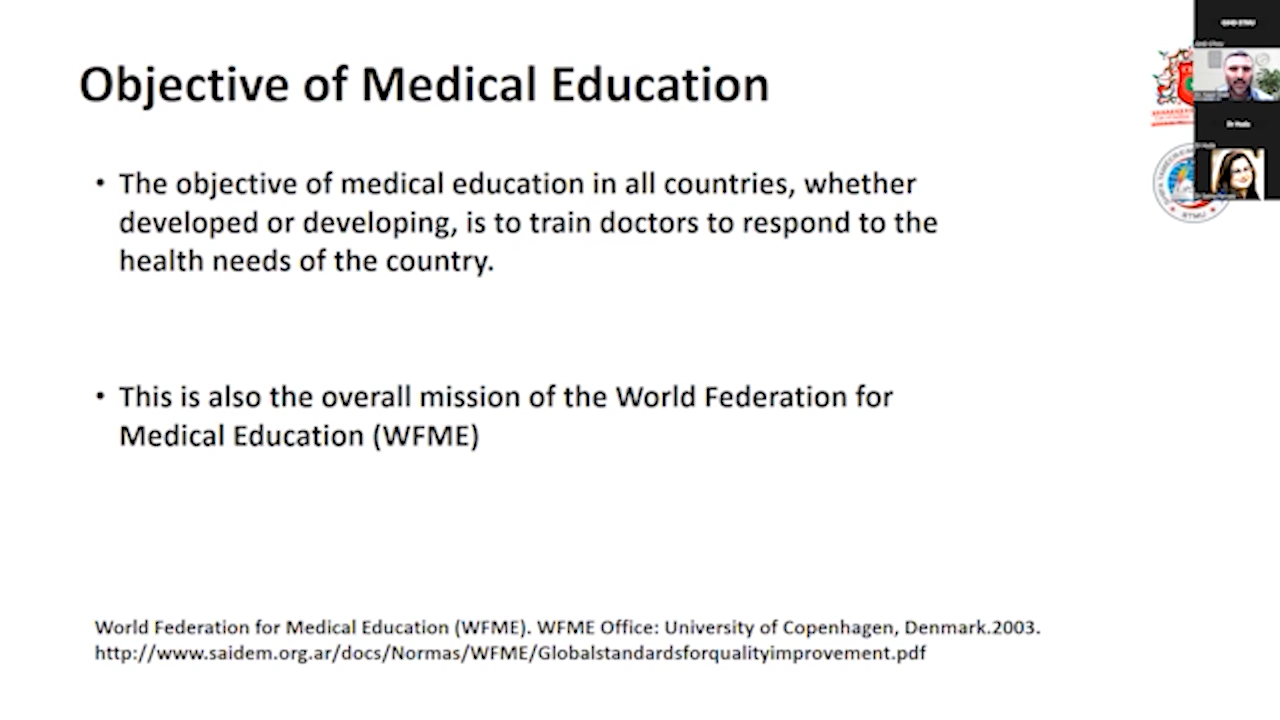 Objective of Medical Education
• The objective of medical education in all countries, whether
developed or developing, is to train doctors to respond to the
health needs of the country.
• This is also the overall mission of the World Federation for
Medical Education (WFME)
World Federation for Medical Education (WFME). WFME Office: University of Copenhagen, Denmark.2003.
http://www.saidem.org.ar/docs/Normas/WFME/Globalstandardsforqualityimprovement.pdf
STMU